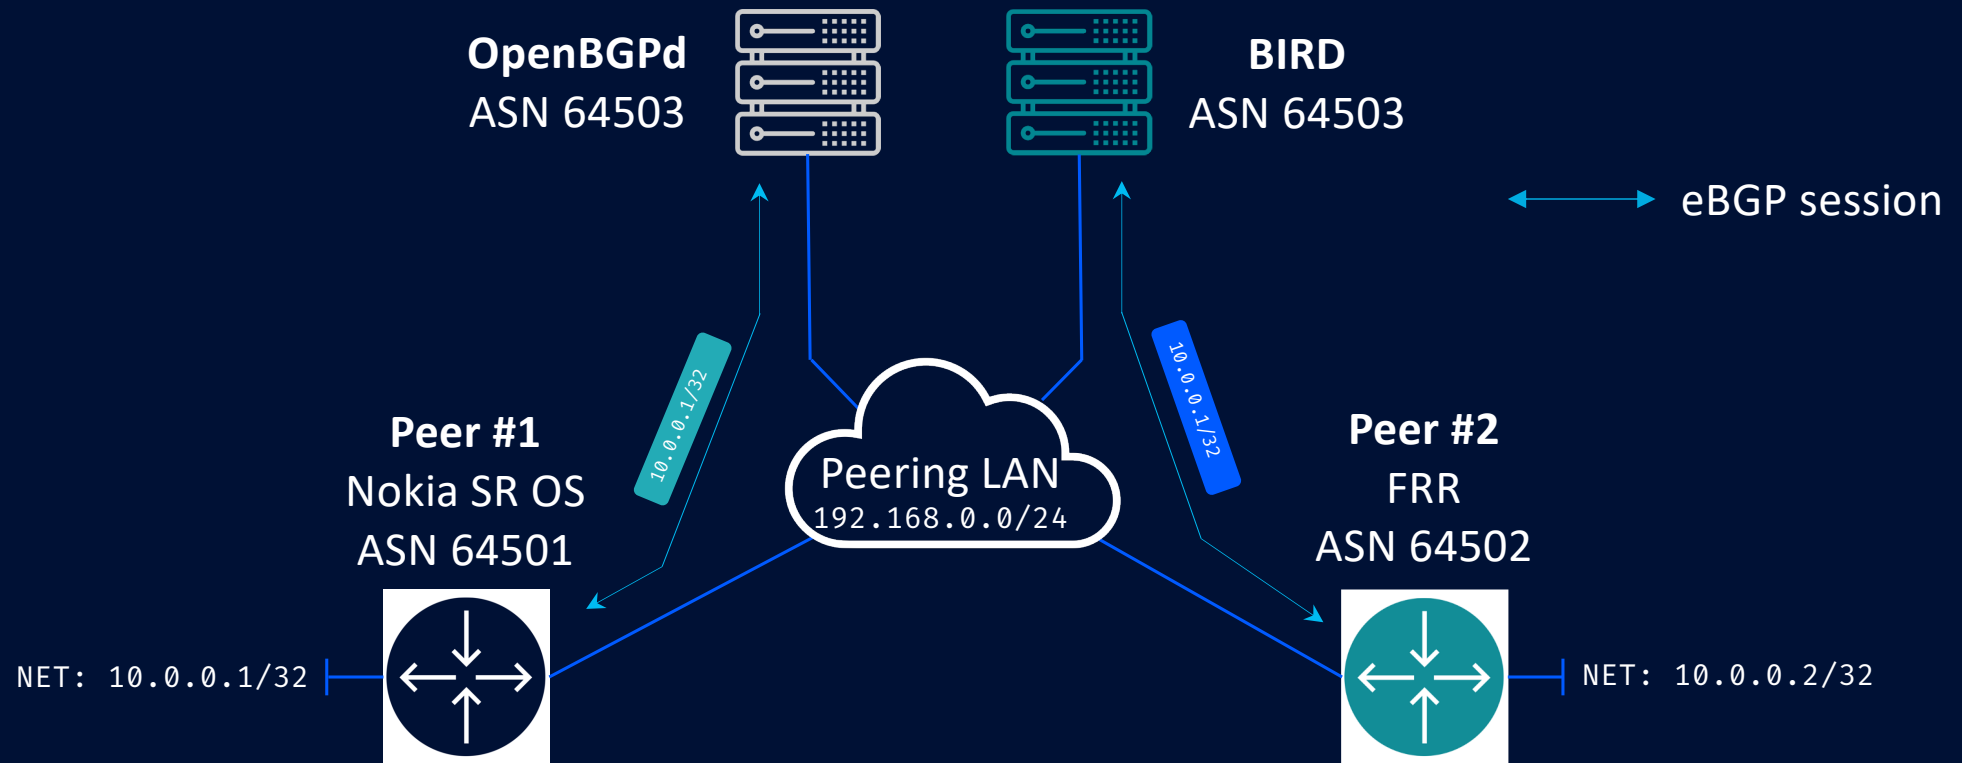 OpenBGPd
ASN 64503
BIRD
ASN 64503
eBGP session
10.0.0.1/32
10.0.0.1/32
Peer #1
Nokia SR OS
ASN 64501
Peering LAN
192.168.0.0/24
Peer #2
FRR
ASN 64502
NET: 10.0.0.1/32
NET: 10.0.0.2/32